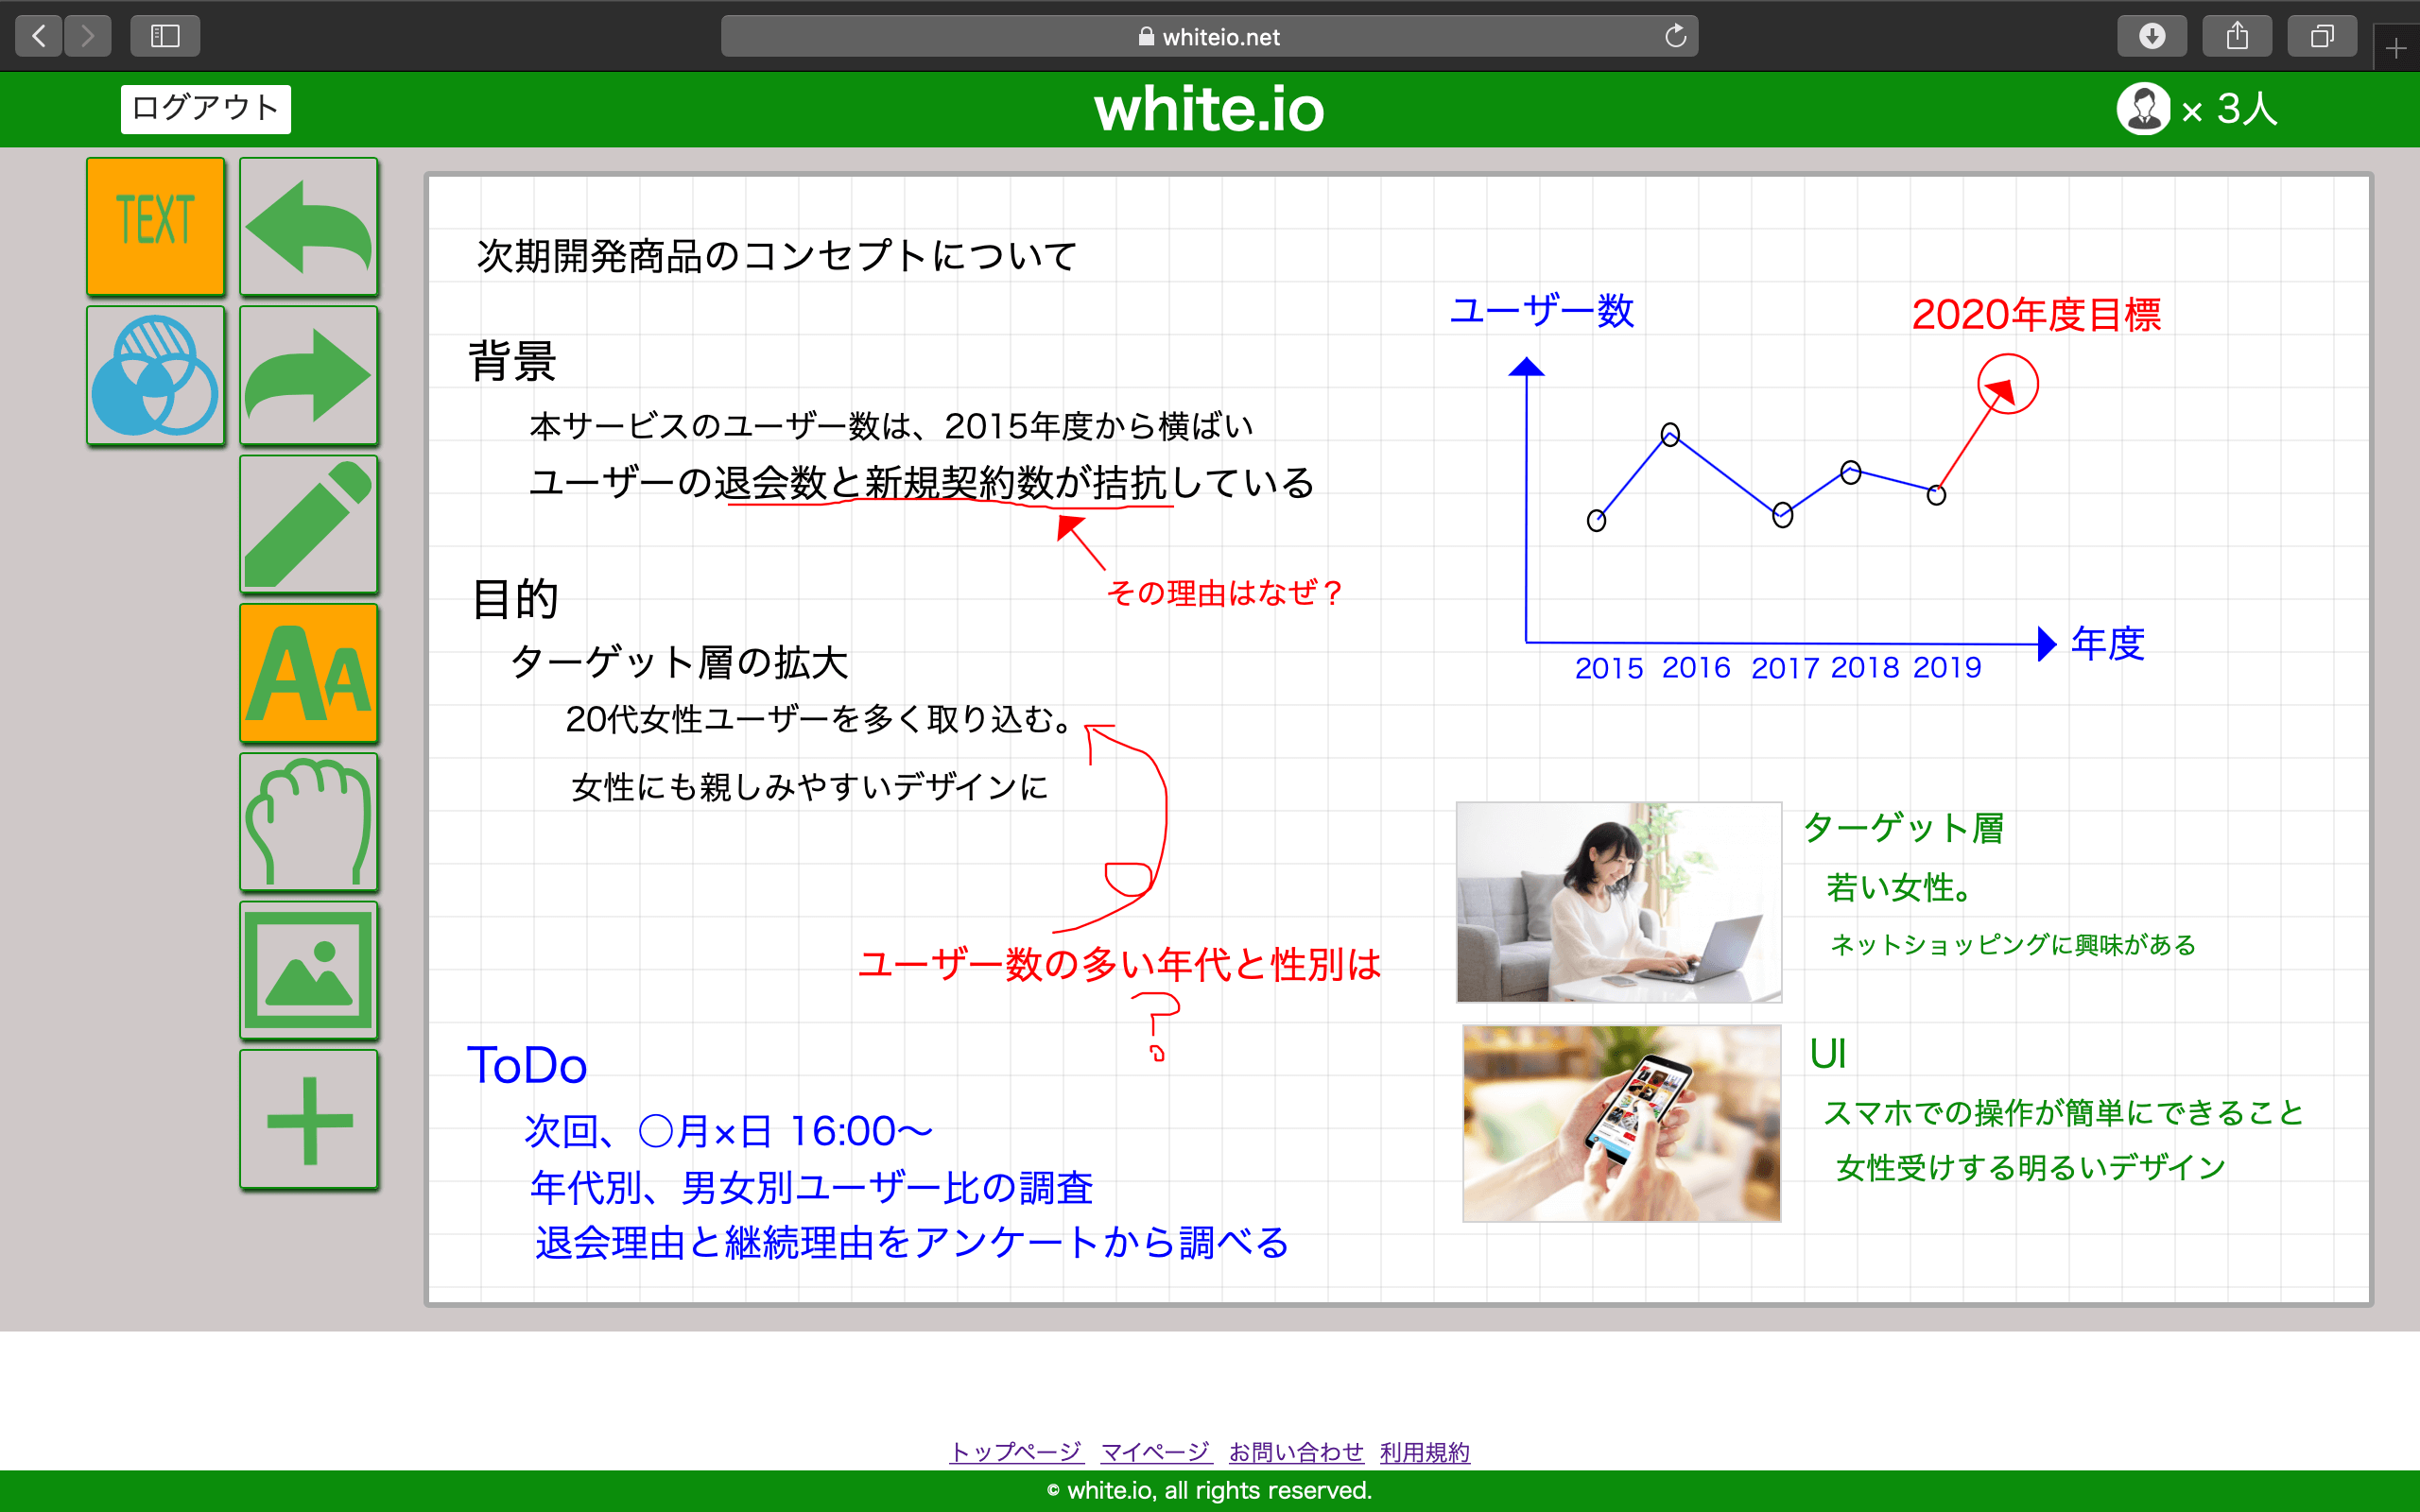 whiteio.net
ログアウト
white.io
× 3人
TEXT
AA
次期開発商品のコンセプトについて
背景
本サービスのユーザー数は、2015年度から横ばい
ユーザーの退会数と新規契約数が拮抗している
その理由はなぜ？
目的
ターゲット層の拡大
20代女性ユーザーを多く取り込む。
女性にも親しみやすいデザインに
ユーザー数の多い年代と性別は
?
ToDo
次回、○月×日 16:00〜
年代別、男女別ユーザー比の調査
退会理由と継続理由をアンケートから調べる
ユーザー数
2020年度目標
年度
2015 2016 2017 2018 2019
ターゲット層
若い女性。
ネットショッピングに興味がある
UI
スマホでの操作が簡単にできること
女性受けする明るいデザイン
トップページ マイページ お問い合わせ 利用規約
© white.io, all rights reserved.